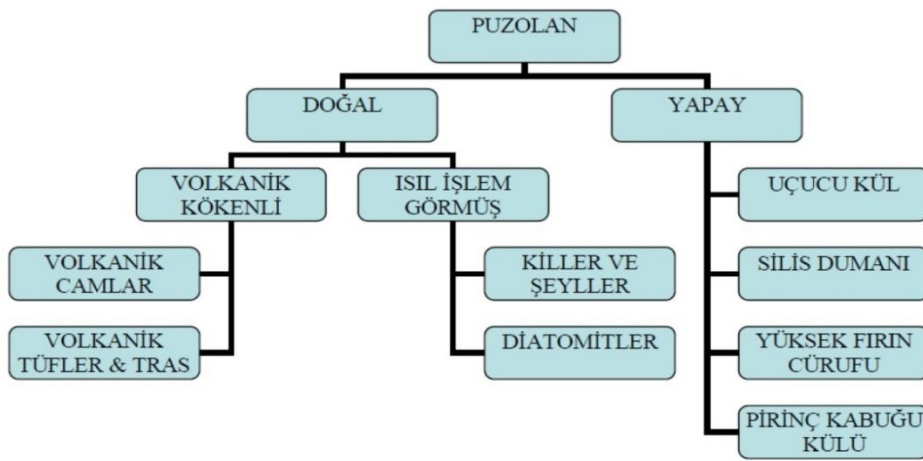 PUZOLAN
DOĞAL
YAPAY
VOLKANİK
KÖKENLİ
ISIL İŞLEM
GÖRMÜŞ
VOLKANİK
CAMLAR
VOLKANİK
TÜFLER & TRAS
KİLLER VE
ŞEYLLER
DİATOMİTLER
UÇUCU KÜL
SİLİS DUMANI
YÜKSEK FIRIN
CÜRUFU
PİRİNÇ KABUĞU
KÜLÜ